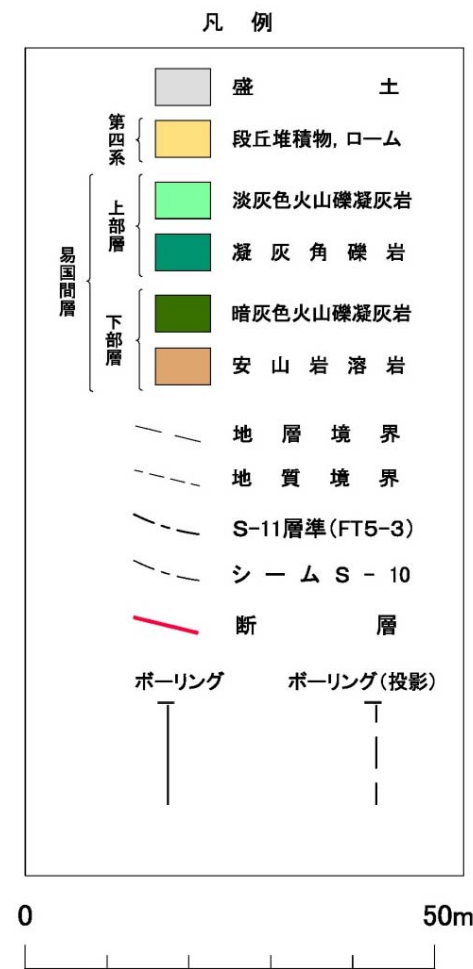 凡 例
盛 土
第四系
段丘堆積物，ローム
易国間層
上部層
淡灰色火山礫凝灰岩
凝 灰 角 礫 岩
下部層
暗灰色火山礫凝灰岩
安 山 岩 溶 岩
地 層 境 界
地 質 境 界
S-11層準(FT5-3)
シ ー ム S - 10
断 層
ボーリング ボーリング(投影)
0 50m